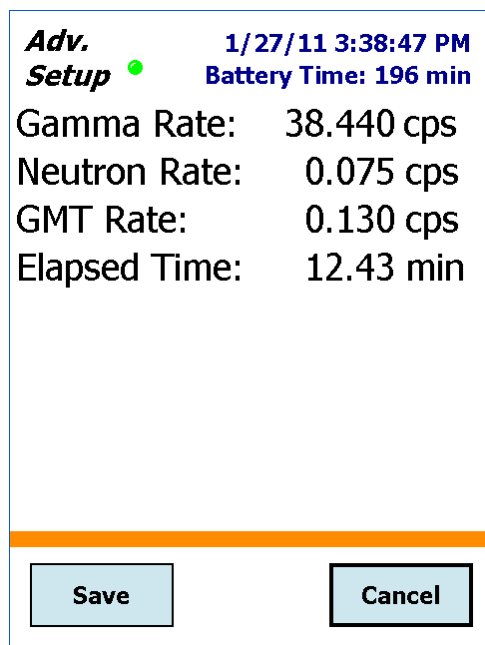 Adv. 1/27/11 3:38:47 PM
Setup Battery Time: 196 min
Gamma Rate: 38.440 cps
Neutron Rate: 0.075 cps
GMT Rate: 0.130 cps
Elapsed Time: 12.43 min
Save Cancel